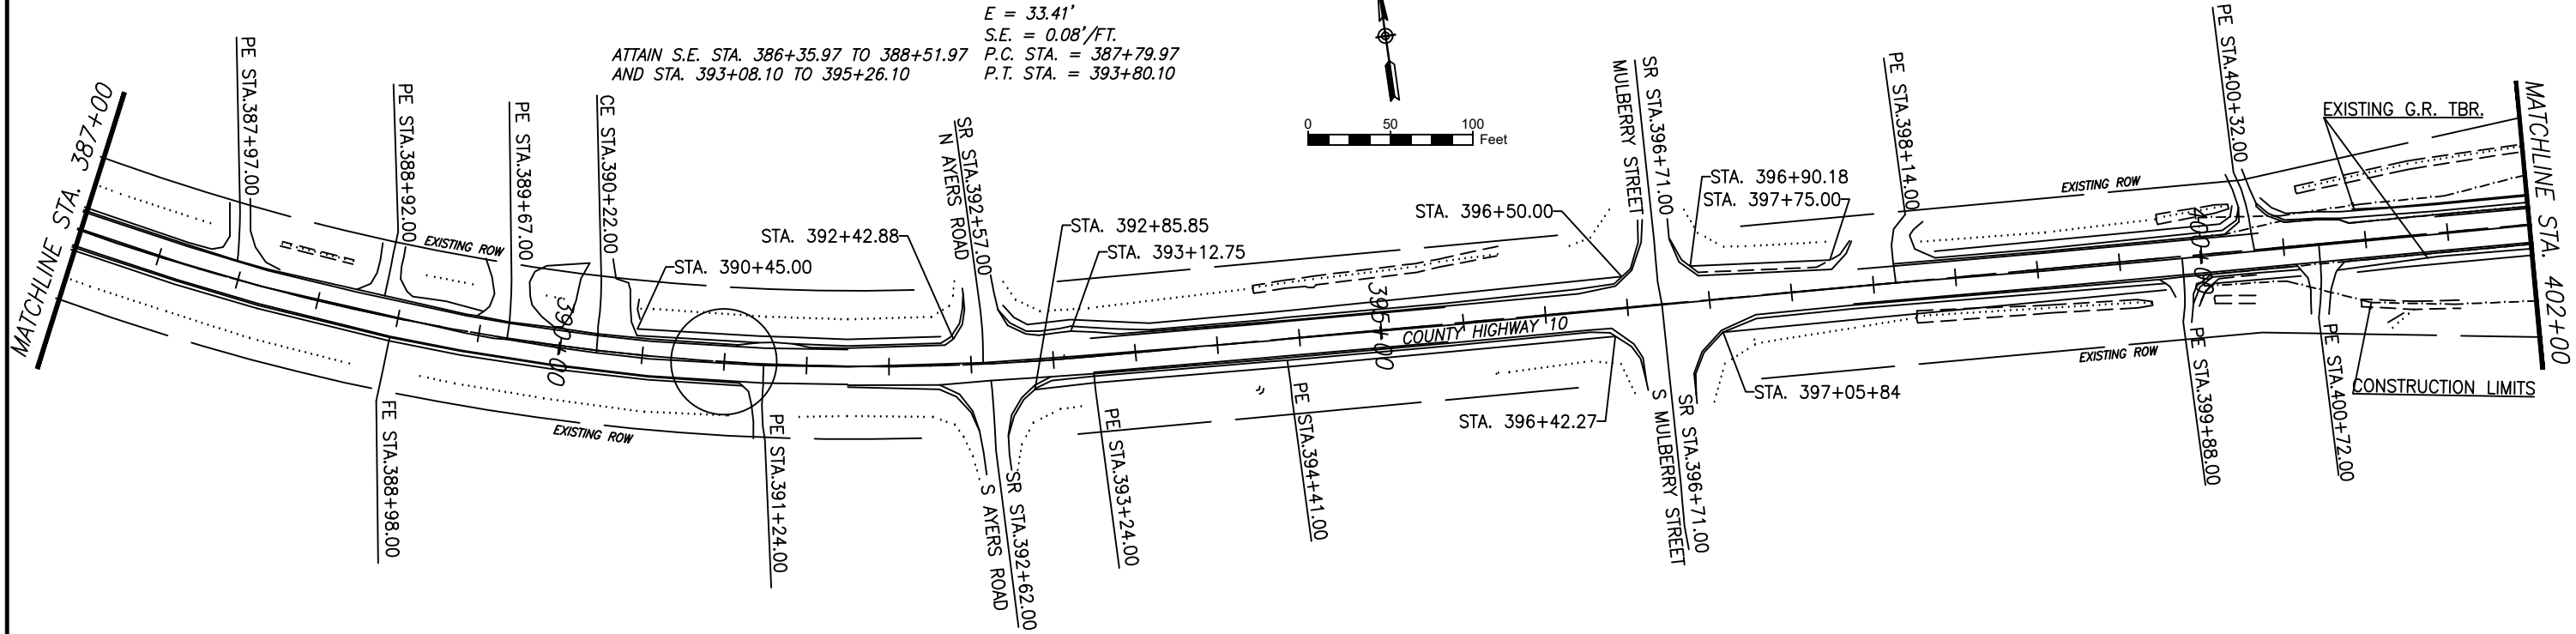 E = 33.41'
S.E. = 0.08'/FT.
ATTAIN S.E. STA. 386+35.97 TO 388+51.97 P.C. STA. = 387+79.97
AND STA. 393+08.10 TO 395+26.10 P.T. STA. = 393+80.10
0 50 100
Feet
MATCHLINE STA. 387+00
PE STA.387+97.00
PE STA.388+92.00
PE STA.389+67.00
CE STA.390+22.00
SR STA.392+57.00
N AYERS ROAD
SR STA.396+71.00
MULBERRY STREET
PE STA.398+14.00
PE STA.400+32.00
EXISTING G.R. TBR.
MATCHLINE STA. 402+00
EXISTING ROW
EXISTING ROW
STA. 390+45.00
STA. 392+42.88
STA. 392+85.85
STA. 393+12.75
STA. 396+50.00
STA. 396+90.18
STA. 397+75.00
390+00
395+00
400+00
COUNTY HIGHWAY 10
EXISTING ROW
EXISTING ROW
FE STA.388+98.00
PE STA.391+24.00
S AYERS ROAD
SR STA.392+62.00
PE STA.393+24.00
PE STA.394+41.00
STA. 396+42.27
S MULBERRY STREET
SR STA.396+71.00
STA. 397+05+84
PE STA.399+88.00
PE STA.400+72.00
CONSTRUCTION LIMITS